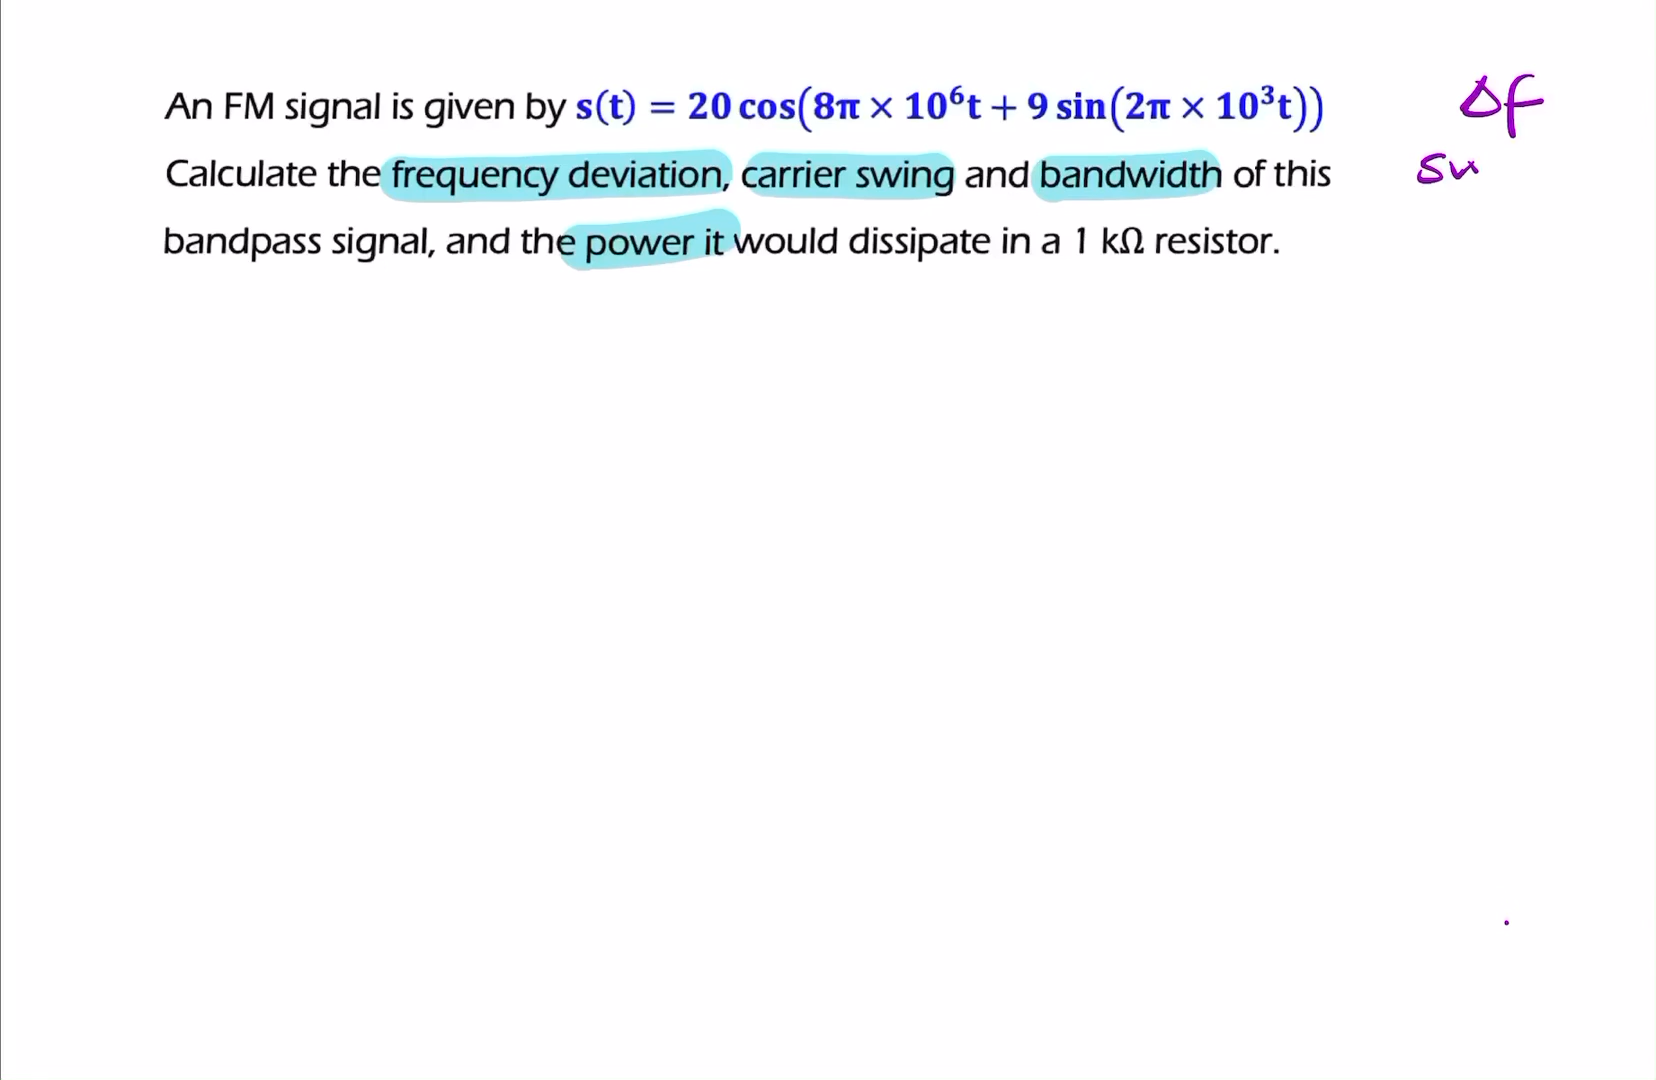 An FM signal is given by s(t) = 20 cos(8π × 10⁶t + 9 sin(2π × 10³t))
Δf
Calculate the frequency deviation, carrier swing and bandwidth of this
bandpass signal, and the power it would dissipate in a 1 kΩ resistor.